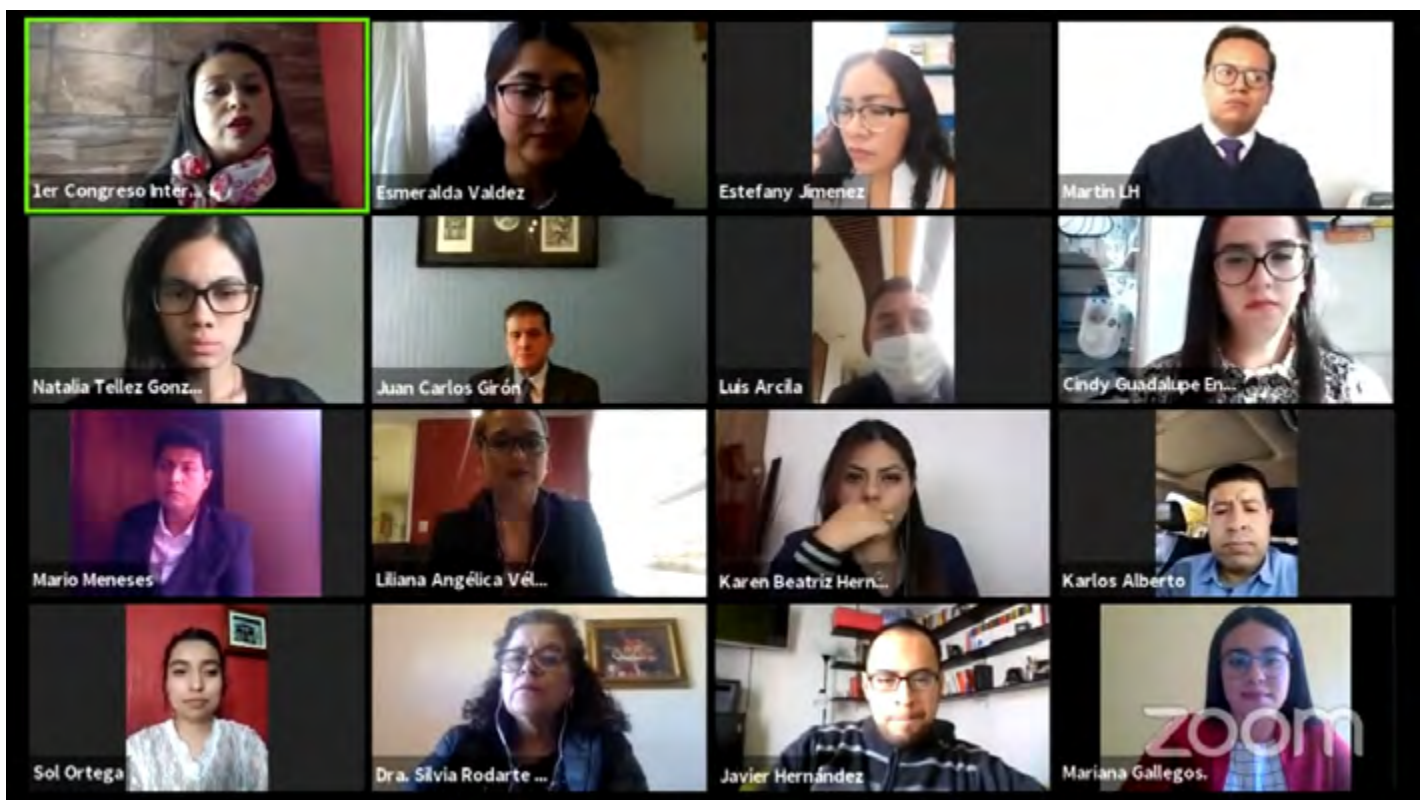 1er Congreso Inter...
Esmeralda Valdez
Estefany Jimenez
Martin LH
Natalia Tellez Gonz...
Juan Carlos Girón
Luis Arcila
Cindy Guadalupe En...
Mario Meneses
Liliana Angélica Vél...
Karen Beatriz Hern...
Karlos Alberto
Sol Ortega
Dra. Silvia Rodarte ...
Javier Hernández
Mariana Gallegos.
zoom